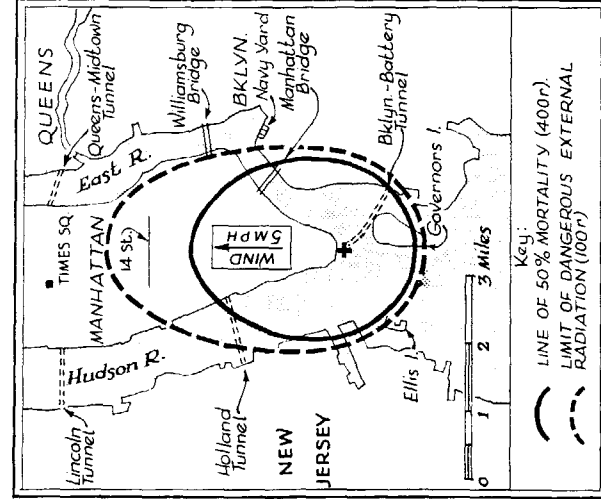 QUEENS
Queens-Midtown
Tunnel
Williamsburg
Bridge
BKLYN.
Navy Yard
Manhattan
Bridge
Bklyn.-Battery
Tunnel
East R.
TIMES SQ.
MANHATTAN
14 St.
WIND
5 MPH
Governors I.
Hudson R.
Lincoln
Tunnel
Holland
Tunnel
NEW
JERSEY
Ellis I.
0 1 2 3 Miles
Key:
LINE OF 50% MORTALITY (400r).
LIMIT OF DANGEROUS EXTERNAL
RADIATION (100r)